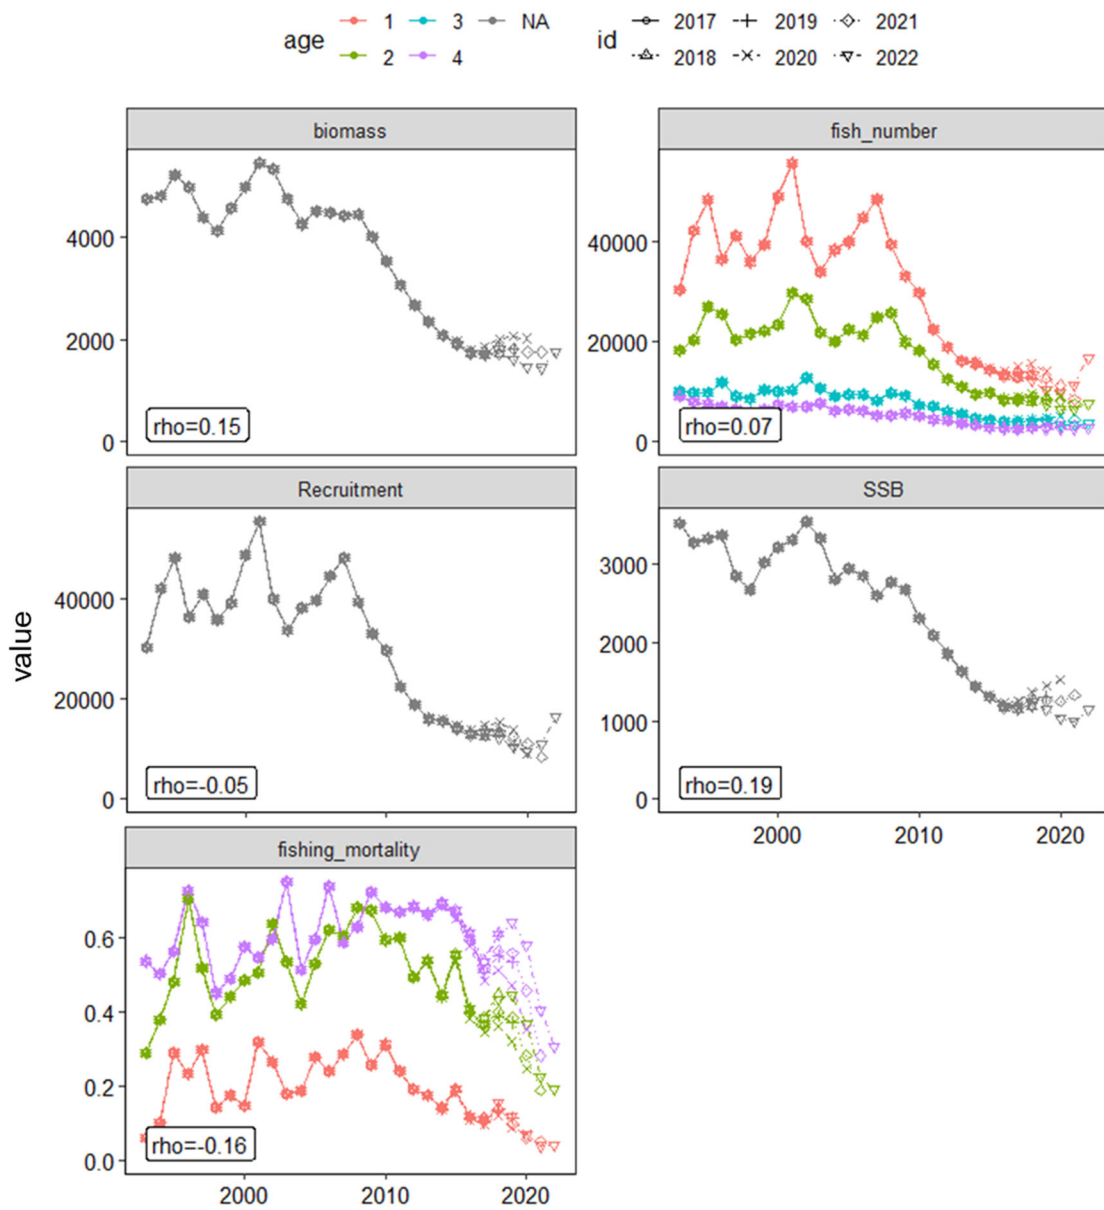 age
1
3
NA
2
4
id
2017
2019
2021
2018
2020
2022
biomass
4000
2000
0
rho=0.15
fish_number
40000
20000
0
rho=0.07
Recruitment
40000
20000
0
rho=-0.05
SSB
3000
2000
1000
0
rho=0.19
2000
2010
2020
value
fishing_mortality
0.6
0.4
0.2
0.0
rho=-0.16
2000
2010
2020